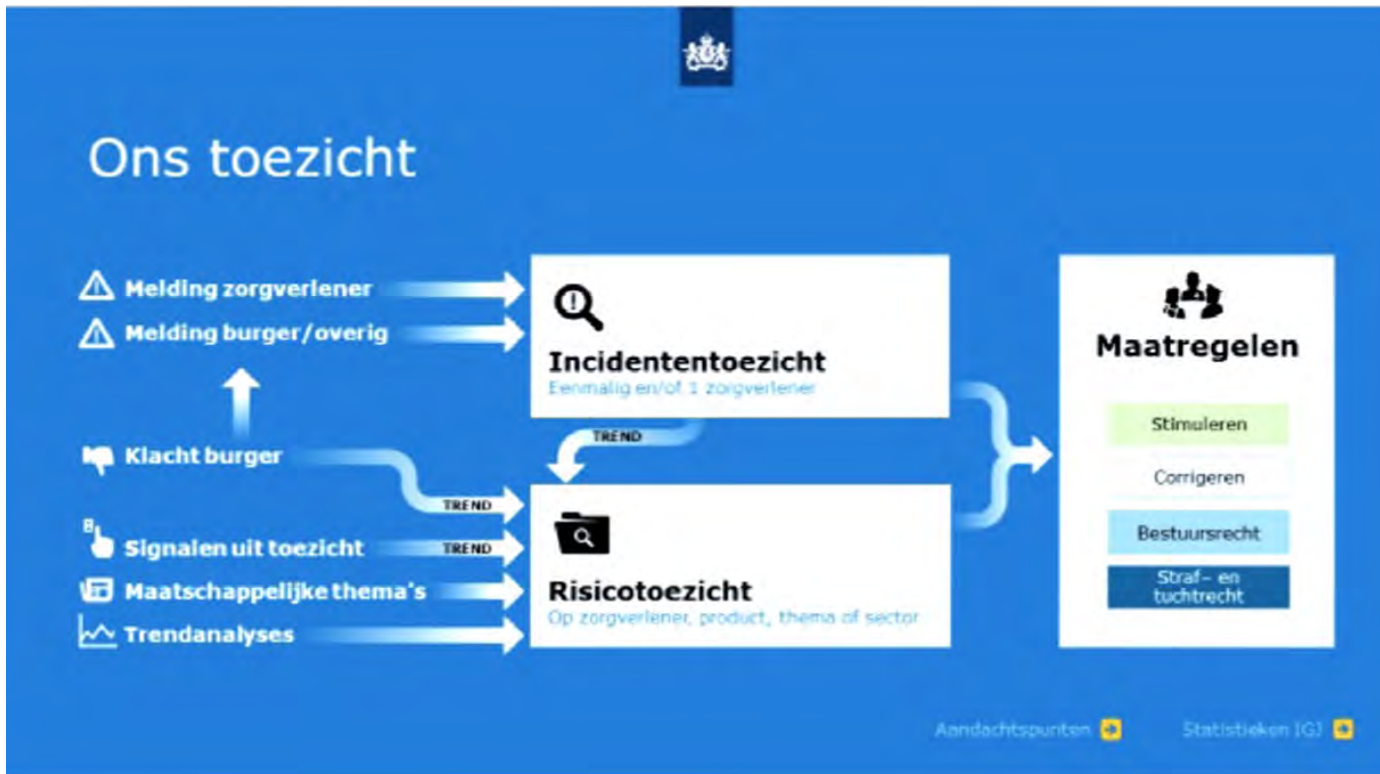 Ons toezicht
Melding zorgverlener
Melding burger/overig
Klacht burger
TREND
Signalen uit toezicht
TREND
Maatschappelijke thema's
Trendanalyses
Incidententoezicht
Eenmalig en/of 1 zorgverlener
TREND
Risicotoezicht
Op zorgverlener, product, thema of sector
Maatregelen
Stimuleren
Corrigeren
Bestuursrecht
Straf- en
tuchtrecht
Aandachtspunten
Statistieken IGJ